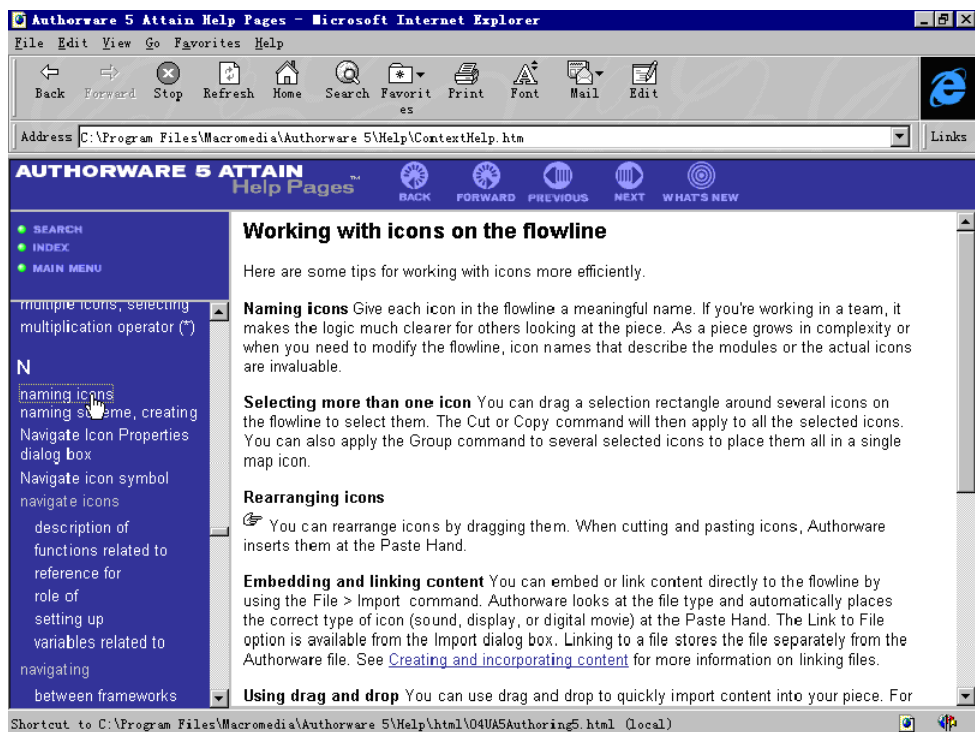 Authorware 5 Attain Help Pages - Microsoft Internet Explorer
File Edit View Go Favorites Help
Back Forward Stop Refresh Home Search Favorit Print Font Mail Edit
es
Address C:\Program Files\Macromedia\Authorware 5\Help\ContextHelp.htm Links
AUTHORWARE 5 ATTAIN™
Help Pages
BACK FORWARD PREVIOUS NEXT WHAT'S NEW
SEARCH
INDEX
MAIN MENU
multiple icons, selecting
multiplication operator (*)
N
naming icons
naming scheme, creating
Navigate Icon Properties
dialog box
Navigate icon symbol
navigate icons
description of
functions related to
reference for
role of
setting up
variables related to
navigating
between frameworks
Working with icons on the flowline
Here are some tips for working with icons more efficiently.
Naming icons Give each icon in the flowline a meaningful name. If you're working in a team, it
makes the logic much clearer for others looking at the piece. As a piece grows in complexity or
when you need to modify the flowline, icon names that describe the modules or the actual icons
are invaluable.
Selecting more than one icon You can drag a selection rectangle around several icons on
the flowline to select them. The Cut or Copy command will then apply to all the selected icons.
You can also apply the Group command to several selected icons to place them all in a single
map icon.
Rearranging icons
You can rearrange icons by dragging them. When cutting and pasting icons, Authorware
inserts them at the Paste Hand.
Embedding and linking content You can embed or link content directly to the flowline by
using the File > Import command. Authorware looks at the file type and automatically places
the correct type of icon (sound, display, or digital movie) at the Paste Hand. The Link to File
option is available from the Import dialog box. Linking to a file stores the file separately from the
Authorware file. See Creating and incorporating content for more information on linking files.
Using drag and drop You can use drag and drop to quickly import content into your piece. For
Shortcut to C:\Program Files\Macromedia\Authorware 5\Help\html\04UA5Authoring5.html (local)